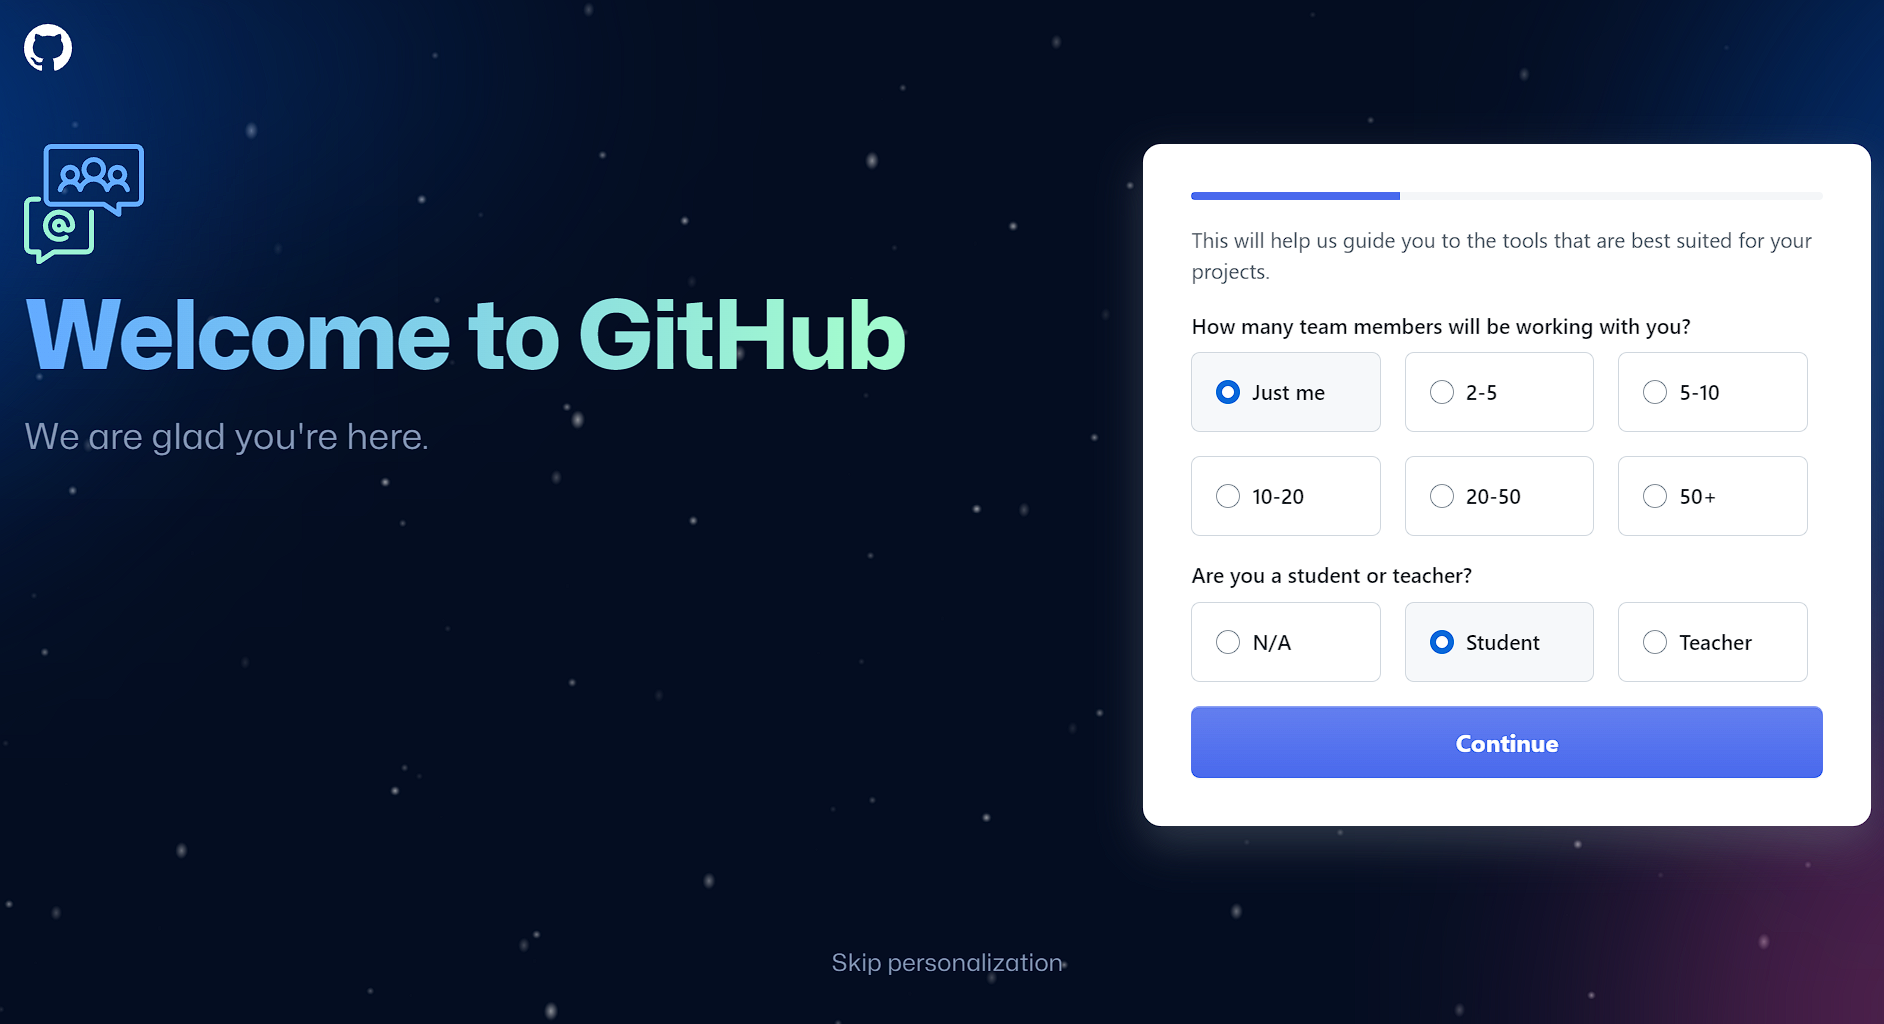 Welcome to GitHub
We are glad you're here.
This will help us guide you to the tools that are best suited for your
projects.
How many team members will be working with you?
Just me
2-5
5-10
10-20
20-50
50+
Are you a student or teacher?
N/A
Student
Teacher
Continue
Skip personalization